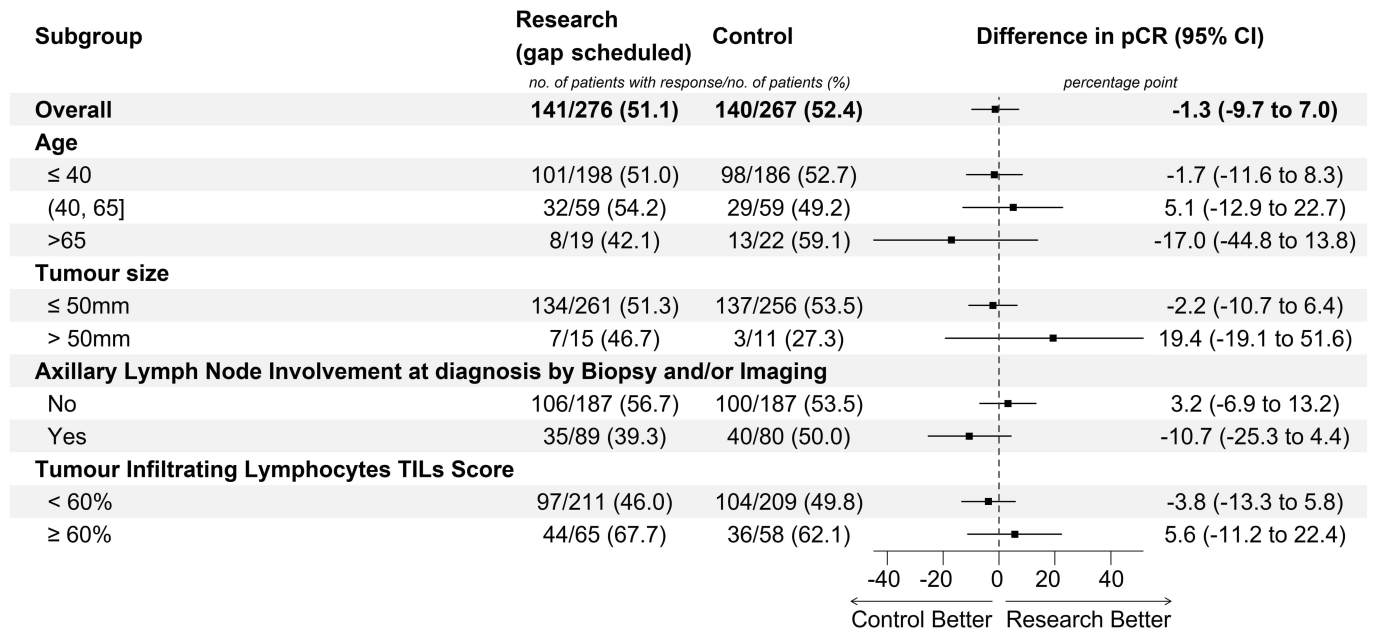 Subgroup Research (gap scheduled) Control Difference in pCR (95% CI)
no. of patients with response/no. of patients (%) percentage point
Overall 141/276 (51.1) 140/267 (52.4) -1.3 (-9.7 to 7.0)
Age
≤ 40 101/198 (51.0) 98/186 (52.7) -1.7 (-11.6 to 8.3)
(40, 65] 32/59 (54.2) 29/59 (49.2) 5.1 (-12.9 to 22.7)
>65 8/19 (42.1) 13/22 (59.1) -17.0 (-44.8 to 13.8)
Tumour size
≤ 50mm 134/261 (51.3) 137/256 (53.5) -2.2 (-10.7 to 6.4)
> 50mm 7/15 (46.7) 3/11 (27.3) 19.4 (-19.1 to 51.6)
Axillary Lymph Node Involvement at diagnosis by Biopsy and/or Imaging
No 106/187 (56.7) 100/187 (53.5) 3.2 (-6.9 to 13.2)
Yes 35/89 (39.3) 40/80 (50.0) -10.7 (-25.3 to 4.4)
Tumour Infiltrating Lymphocytes TILs Score
< 60% 97/211 (46.0) 104/209 (49.8) -3.8 (-13.3 to 5.8)
≥ 60% 44/65 (67.7) 36/58 (62.1) 5.6 (-11.2 to 22.4)
-40 -20 0 20 40
Control Better Research Better